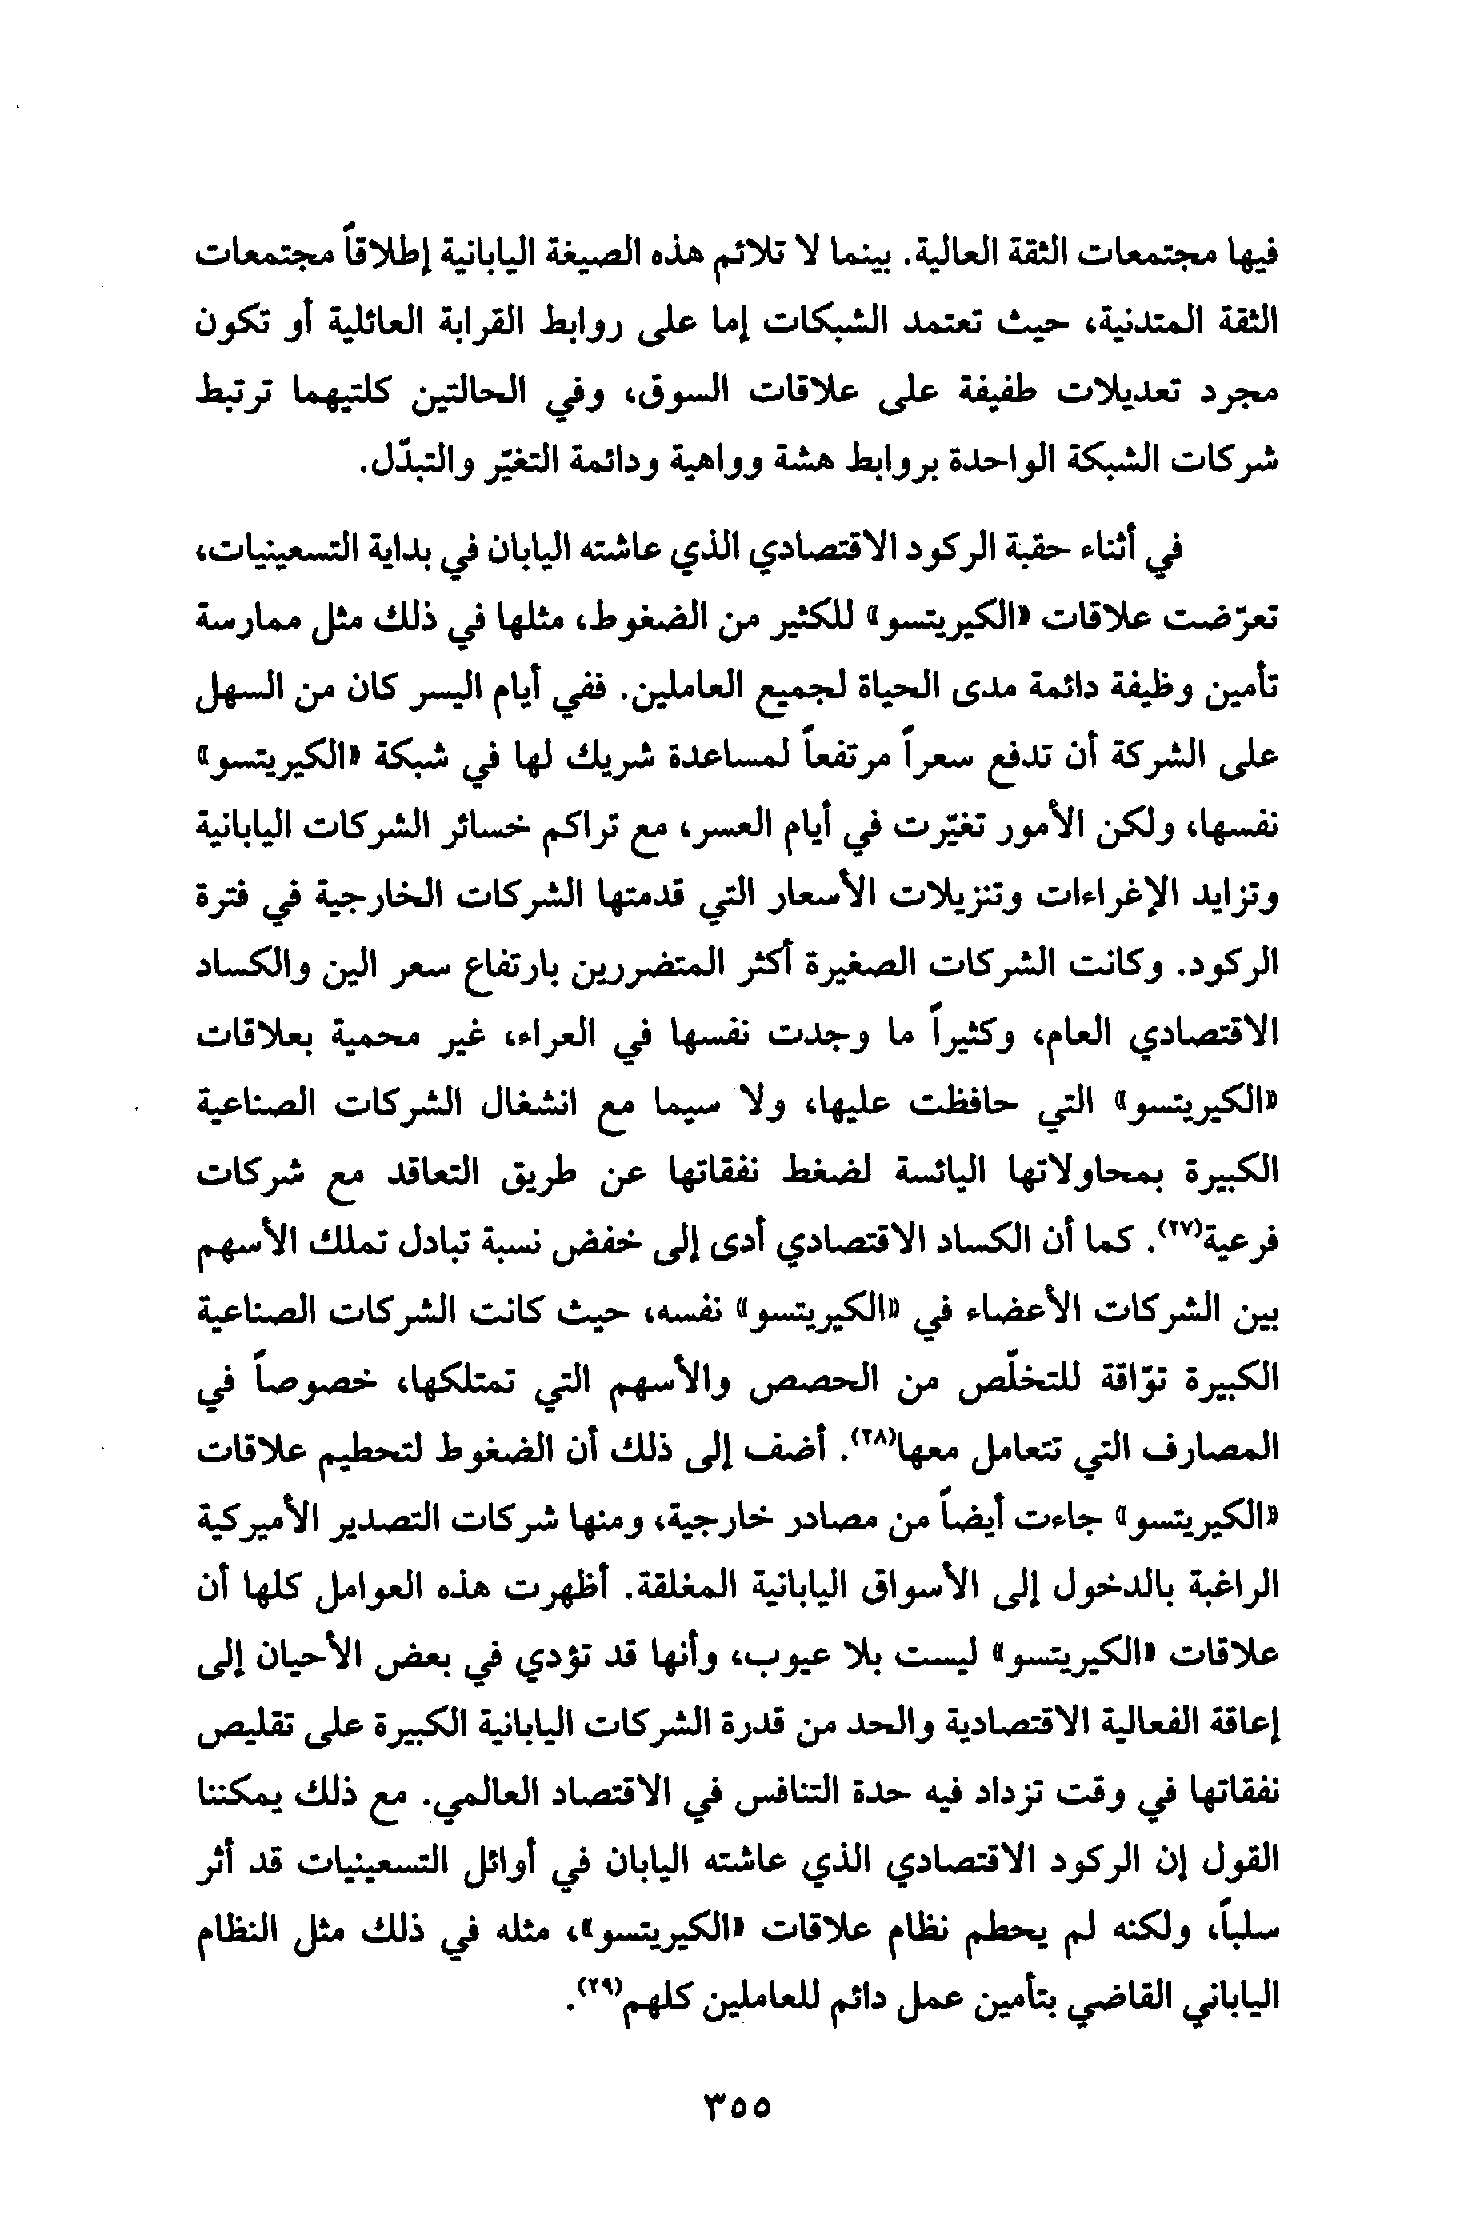 فيها مجتمعات الثقة العالية. بينما لا تلائم هذه الصيغة اليابانية إطلاقاً مجتمعات
الثقة المتدنية، حيث تعتمد الشبكات إما على روابط القرابة العائلية أو تكون
مجرد تعديلات طفيفة على علاقات السوق، وفي الحالتين كلتيهما ترتبط
شركات الشبكة الواحدة بروابط هشة وواهية ودائمة التغيّر والتبدّل.
في أثناء حقبة الركود الاقتصادي الذي عاشته اليابان في بداية التسعينيات،
تعرّضت علاقات «الكيريتسو» للكثير من الضغوط، مثلها في ذلك مثل ممارسة
تأمين وظيفة دائمة مدى الحياة لجميع العاملين. ففي أيام اليسر كان من السهل
على الشركة أن تدفع سعراً مرتفعاً لمساعدة شريك لها في شبكة «الكيريتسو»
نفسها، ولكن الأمور تغيّرت في أيام العسر، مع تراكم خسائر الشركات اليابانية
وتزايد الإغراءات وتنزيلات الأسعار التي قدمتها الشركات الخارجية في فترة
الركود. وكانت الشركات الصغيرة أكثر المتضررين بارتفاع سعر الين والكساد
الاقتصادي العام، وكثيراً ما وجدت نفسها في العراء، غير محمية بعلاقات
«الكيريتسو» التي حافظت عليها، ولا سيما مع انشغال الشركات الصناعية
الكبيرة بمحاولاتها اليائسة لضغط نفقاتها عن طريق التعاقد مع شركات
فرعية(٢٧). كما أن الكساد الاقتصادي أدى إلى خفض نسبة تبادل تملك الأسهم
بين الشركات الأعضاء في «الكيريتسو» نفسه، حيث كانت الشركات الصناعية
الكبيرة توّاقة للتخلّص من الحصص والأسهم التي تمتلكها، خصوصاً في
المصارف التي تتعامل معها(٢٨). أضف إلى ذلك أن الضغوط لتحطيم علاقات
«الكيريتسو» جاءت أيضاً من مصادر خارجية، ومنها شركات التصدير الأميركية
الراغبة بالدخول إلى الأسواق اليابانية المغلقة. أظهرت هذه العوامل كلها أن
علاقات «الكيريتسو» ليست بلا عيوب، وأنها قد تؤدي في بعض الأحيان إلى
إعاقة الفعالية الاقتصادية والحد من قدرة الشركات اليابانية الكبيرة على تقليص
نفقاتها في وقت تزداد فيه حدة التنافس في الاقتصاد العالمي. مع ذلك يمكننا
القول إن الركود الاقتصادي الذي عاشته اليابان في أوائل التسعينيات قد أثر
سلباً، ولكنه لم يحطم نظام علاقات «الكيريتسو»، مثله في ذلك مثل النظام
الياباني القاضي بتأمين عمل دائم للعاملين كلهم(٢٩).
٣٥٥